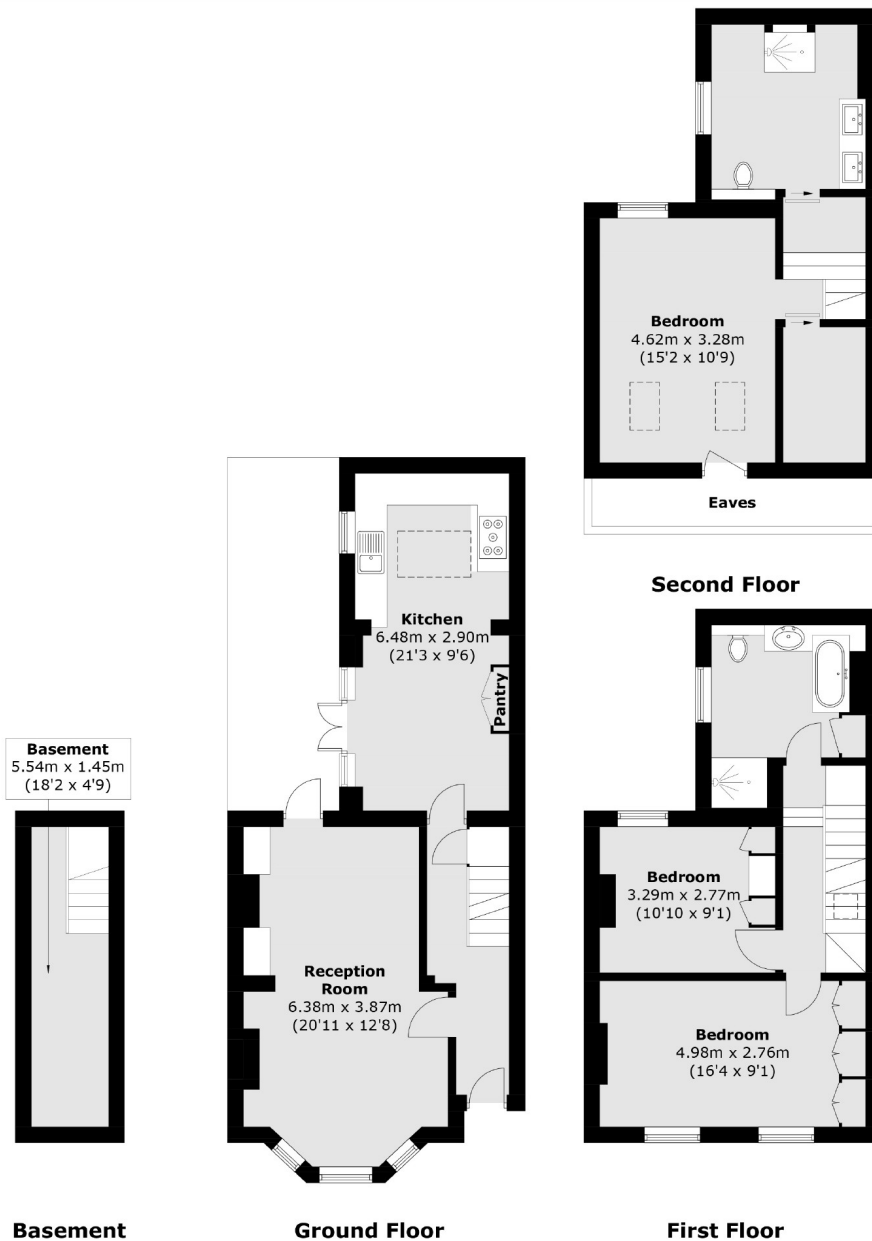 Bedroom
4.62m x 3.28m
(15'2 x 10'9)
Eaves
Second Floor
Kitchen
6.48m x 2.90m
(21'3 x 9'6)
Pantry
Basement
5.54m x 1.45m
(18'2 x 4'9)
Reception
Room
6.38m x 3.87m
(20'11 x 12'8)
Bedroom
3.29m x 2.77m
(10'10 x 9'1)
Bedroom
4.98m x 2.76m
(16'4 x 9'1)
Basement
Ground Floor
First Floor